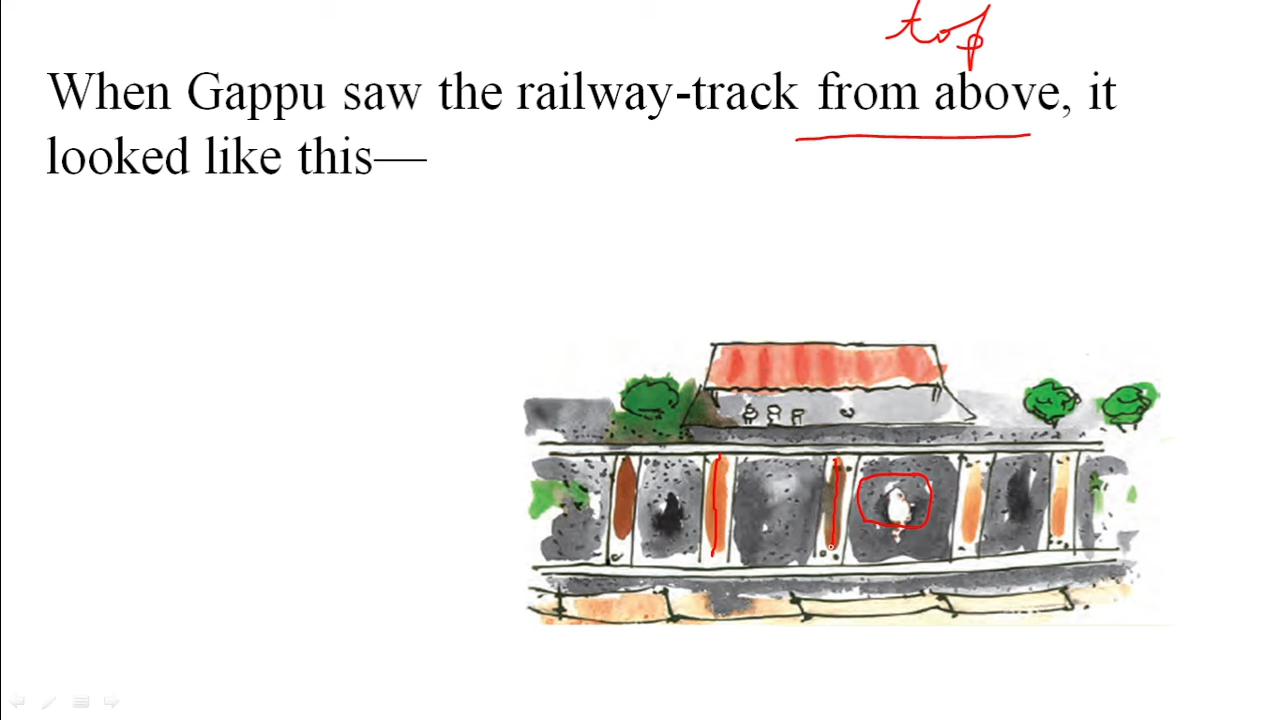 top
When Gappu saw the railway-track from above, it
looked like this—